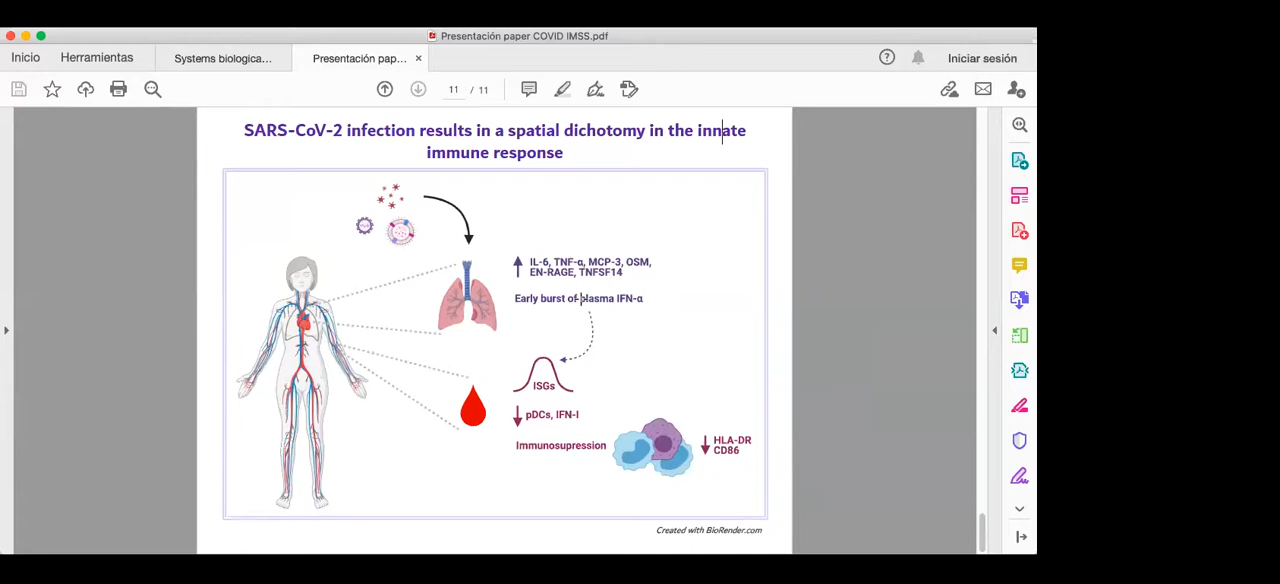 Presentación paper COVID IMSS.pdf
Inicio
Herramientas
Systems biologica...
Presentación pap...
Iniciar sesión
11 / 11
SARS-CoV-2 infection results in a spatial dichotomy in the innate
immune response
IL-6, TNF-α, MCP-3, OSM,
EN-RAGE, TNFSF14
Early burst of plasma IFN-α
ISGs
pDCs, IFN-I
Immunosupression
HLA-DR
CD86
Created with BioRender.com